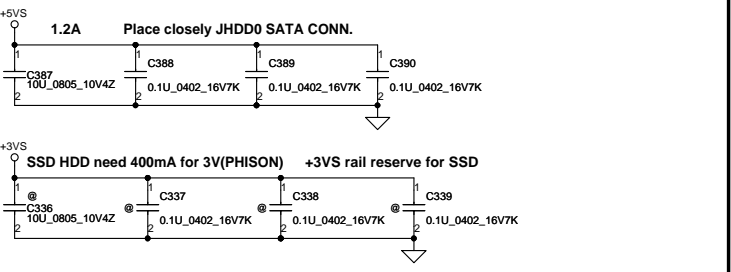 +5VS
1.2A Place closely JHDD0 SATA CONN.
1 1 1 1
C387 C388 C389 C390
10U_0805_10V4Z 0.1U_0402_16V7K 0.1U_0402_16V7K 0.1U_0402_16V7K
2 2 2 2
+3VS
SSD HDD need 400mA for 3V(PHISON) +3VS rail reserve for SSD
1 1 1 1
@ @ @ @
C336 C337 C338 C339
10U_0805_10V4Z 0.1U_0402_16V7K 0.1U_0402_16V7K 0.1U_0402_16V7K
2 2 2 2